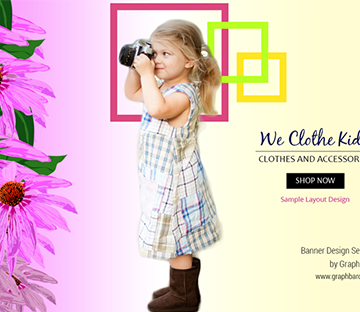 We Clothe Kid
CLOTHES AND ACCESSOR
SHOP NOW
Sample Layout Design
Banner Design Se
by Graph
www.graphbar